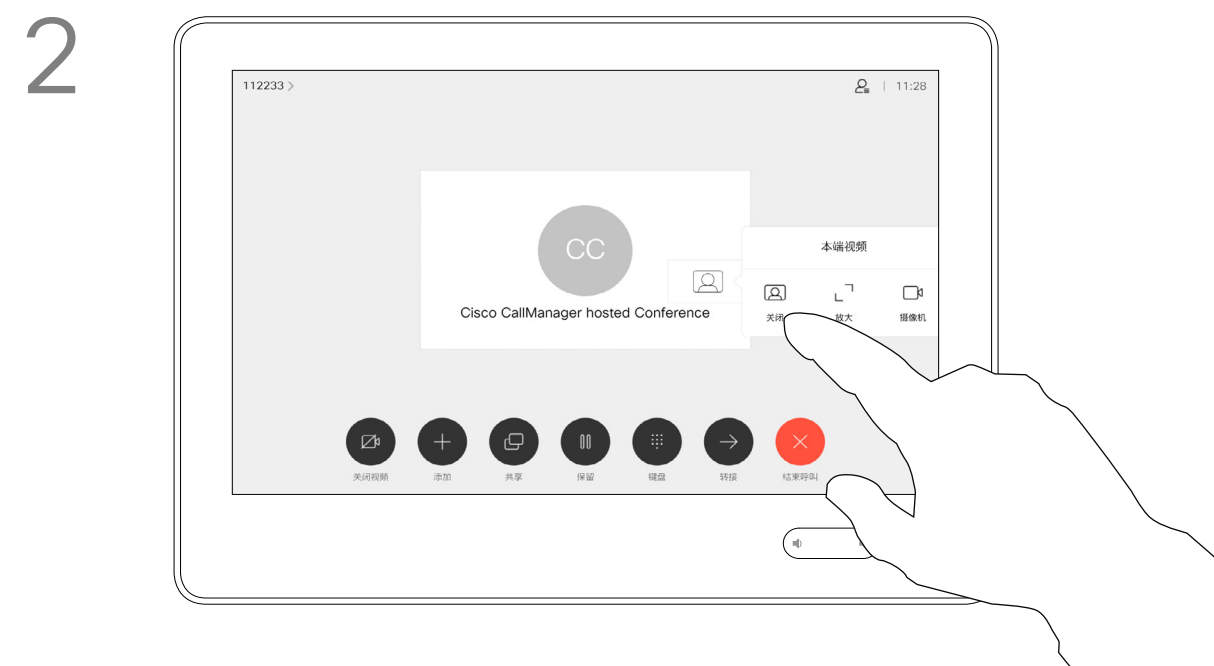 2
112233 >
11:28
CC
本端视频
Cisco CallManager hosted Conference
关闭 放大 摄像机
关闭视频 添加 共享 保留 键盘 转接 结束呼叫